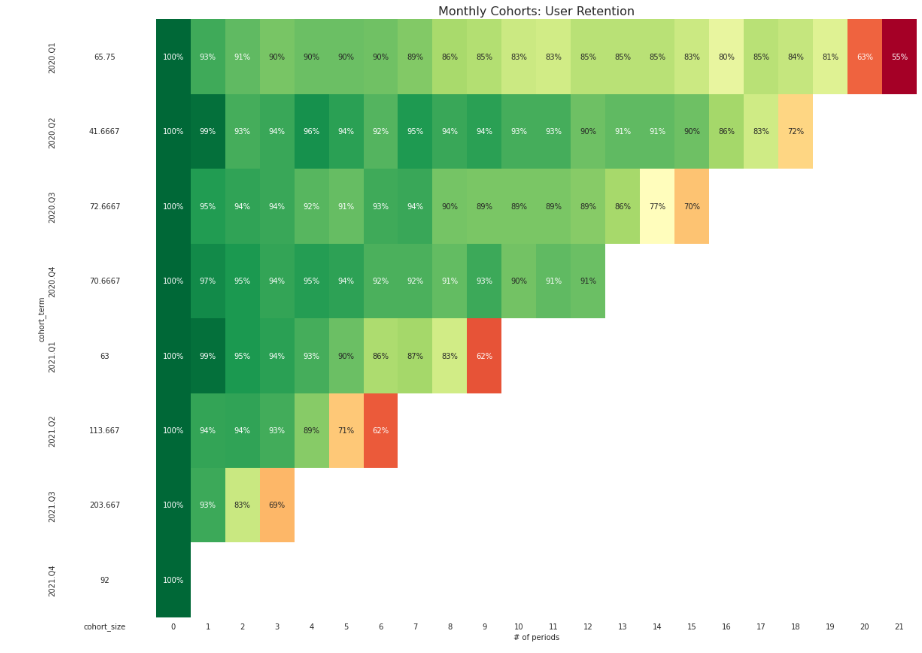 Monthly Cohorts: User Retention
2020.Q1 65.75 100% 93% 91% 90% 90% 90% 90% 89% 86% 85% 83% 83% 85% 85% 85% 83% 80% 85% 84% 81% 63% 55%
2020.Q2 41.6667 100% 99% 93% 94% 96% 94% 92% 95% 94% 94% 93% 93% 90% 91% 91% 90% 86% 83% 72%
2020.Q3 72.6667 100% 95% 94% 94% 92% 91% 93% 94% 90% 89% 89% 89% 89% 86% 77% 70%
2020.Q4 70.6667 100% 97% 95% 94% 95% 94% 92% 92% 91% 93% 90% 91% 91%
cohort_term
2021.Q1 63 100% 99% 95% 94% 93% 90% 86% 87% 83% 62%
2021.Q2 113.667 100% 94% 94% 93% 89% 71% 62%
2021.Q3 203.667 100% 93% 83% 69%
2021.Q4 92 100%
cohort_size 0 1 2 3 4 5 6 7 8 9 10 11 12 13 14 15 16 17 18 19 20 21
# of periods